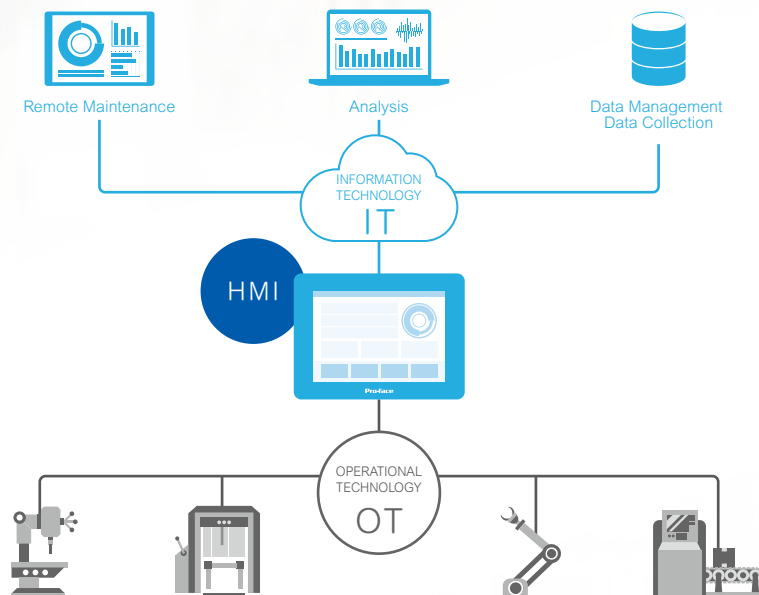 Remote Maintenance
Analysis
Data Management
Data Collection
INFORMATION
TECHNOLOGY
IT
HMI
Pro-face
OPERATIONAL
TECHNOLOGY
OT